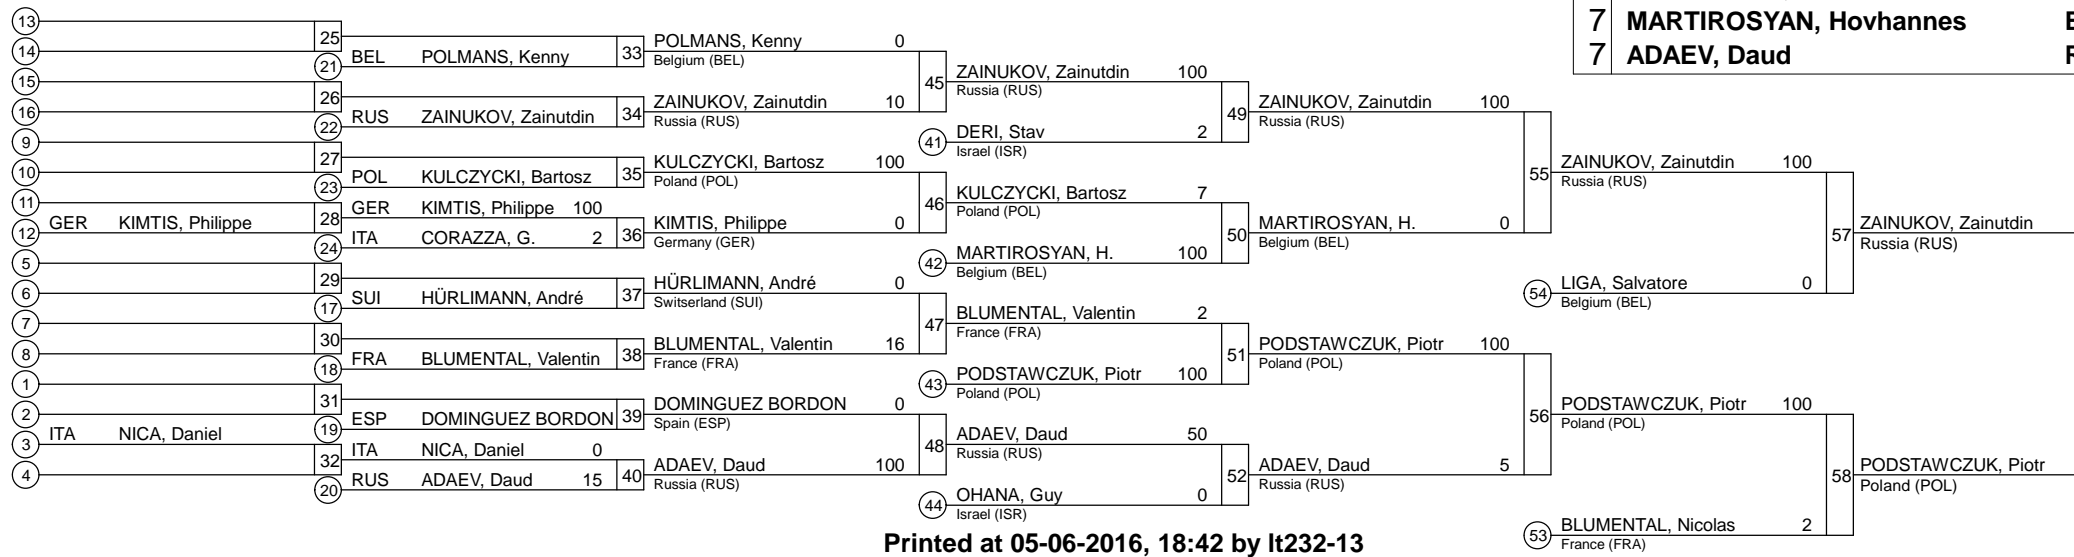 7 MARTIROSYAN, Hovhannes
7 ADAEV, Daud
13
14
15
16
9
10
11
12 GER KIMTIS, Philippe
5
6
7
8
1
2
3 ITA NICA, Daniel
4
25
21 BEL POLMANS, Kenny
26
22 RUS ZAINUKOV, Zainutdin
27
23 POL KULCZYCKI, Bartosz
28 GER KIMTIS, Philippe 100
24 ITA CORAZZA, G. 2
29
17 SUI HÜRLIMANN, André
30
18 FRA BLUMENTAL, Valentin
31
19 ESP DOMINGUEZ BORDON
32 ITA NICA, Daniel 0
20 RUS ADAEV, Daud 15
33 POLMANS, Kenny 0
Belgium (BEL)
34 ZAINUKOV, Zainutdin 10
Russia (RUS)
35 KULCZYCKI, Bartosz 100
Poland (POL)
36 KIMTIS, Philippe 0
Germany (GER)
37 HÜRLIMANN, André 0
Switserland (SUI)
38 BLUMENTAL, Valentin 16
France (FRA)
39 DOMINGUEZ BORDON 0
Spain (ESP)
40 ADAEV, Daud 100
Russia (RUS)
45 ZAINUKOV, Zainutdin 100
Russia (RUS)
41 DERI, Stav 2
Israel (ISR)
46 KULCZYCKI, Bartosz 7
Poland (POL)
42 MARTIROSYAN, H. 100
Belgium (BEL)
47 BLUMENTAL, Valentin 2
France (FRA)
43 PODSTAWCZUK, Piotr 100
Poland (POL)
48 ADAEV, Daud 50
Russia (RUS)
44 OHANA, Guy 0
Israel (ISR)
49 ZAINUKOV, Zainutdin 100
Russia (RUS)
50 MARTIROSYAN, H. 0
Belgium (BEL)
51 PODSTAWCZUK, Piotr 100
Poland (POL)
52 ADAEV, Daud 5
Russia (RUS)
55 ZAINUKOV, Zainutdin 100
Russia (RUS)
54 LIGA, Salvatore 0
Belgium (BEL)
56 PODSTAWCZUK, Piotr 100
Poland (POL)
53 BLUMENTAL, Nicolas 2
France (FRA)
57 ZAINUKOV, Zainutdin
Russia (RUS)
58 PODSTAWCZUK, Piotr
Poland (POL)
Printed at 05-06-2016, 18:42 by lt232-13